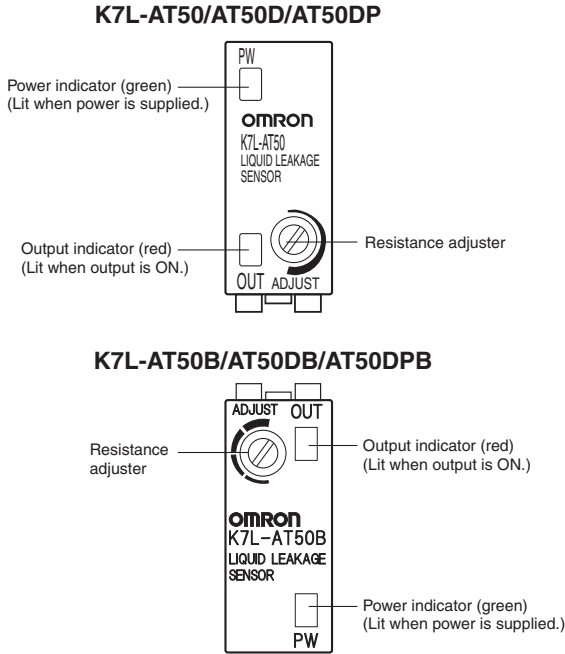 K7L-AT50/AT50D/AT50DP
PW
Power indicator (green)
(Lit when power is supplied.)
OMRON
K7L-AT50
LIQUID LEAKAGE
SENSOR
Output indicator (red)
(Lit when output is ON.)
Resistance adjuster
OUT ADJUST
K7L-AT50B/AT50DB/AT50DPB
ADJUST OUT
Resistance
adjuster
Output indicator (red)
(Lit when output is ON.)
OMRON
K7L-AT50B
LIQUID LEAKAGE
SENSOR
Power indicator (green)
(Lit when power is supplied.)
PW